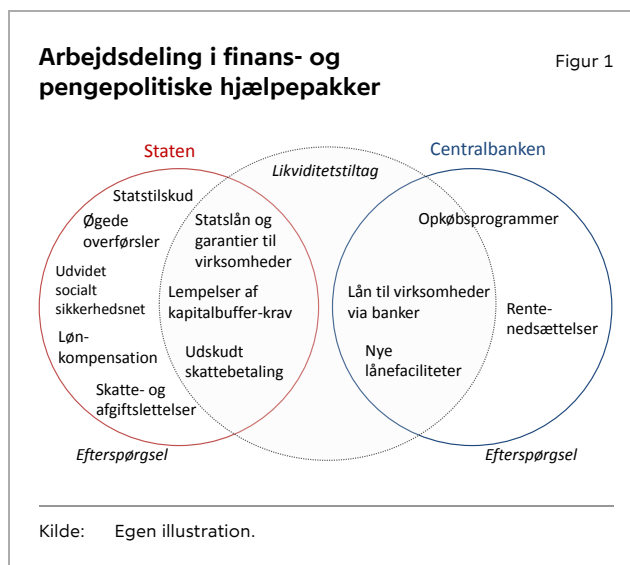 Arbejdsdeling i finans- og
pengepolitiske hjælpepakker
Figur 1
Staten
Likviditetstiltag
Centralbanken
Statstilskud
Øgede
overførsler
Udvidet
socialt
sikkerhedsnet
Løn-
kompensation
Skatte- og
afgiftslettelser
Efterspørgsel
Statslån og
garantier til
virksomheder
Lempelser af
kapitalbuffer-krav
Udskudt
skattebetaling
Opkøbsprogrammer
Lån til virksomheder
via banker
Nye
lånefaciliteter
Rente-
nedsættelser
Efterspørgsel
Kilde: Egen illustration.